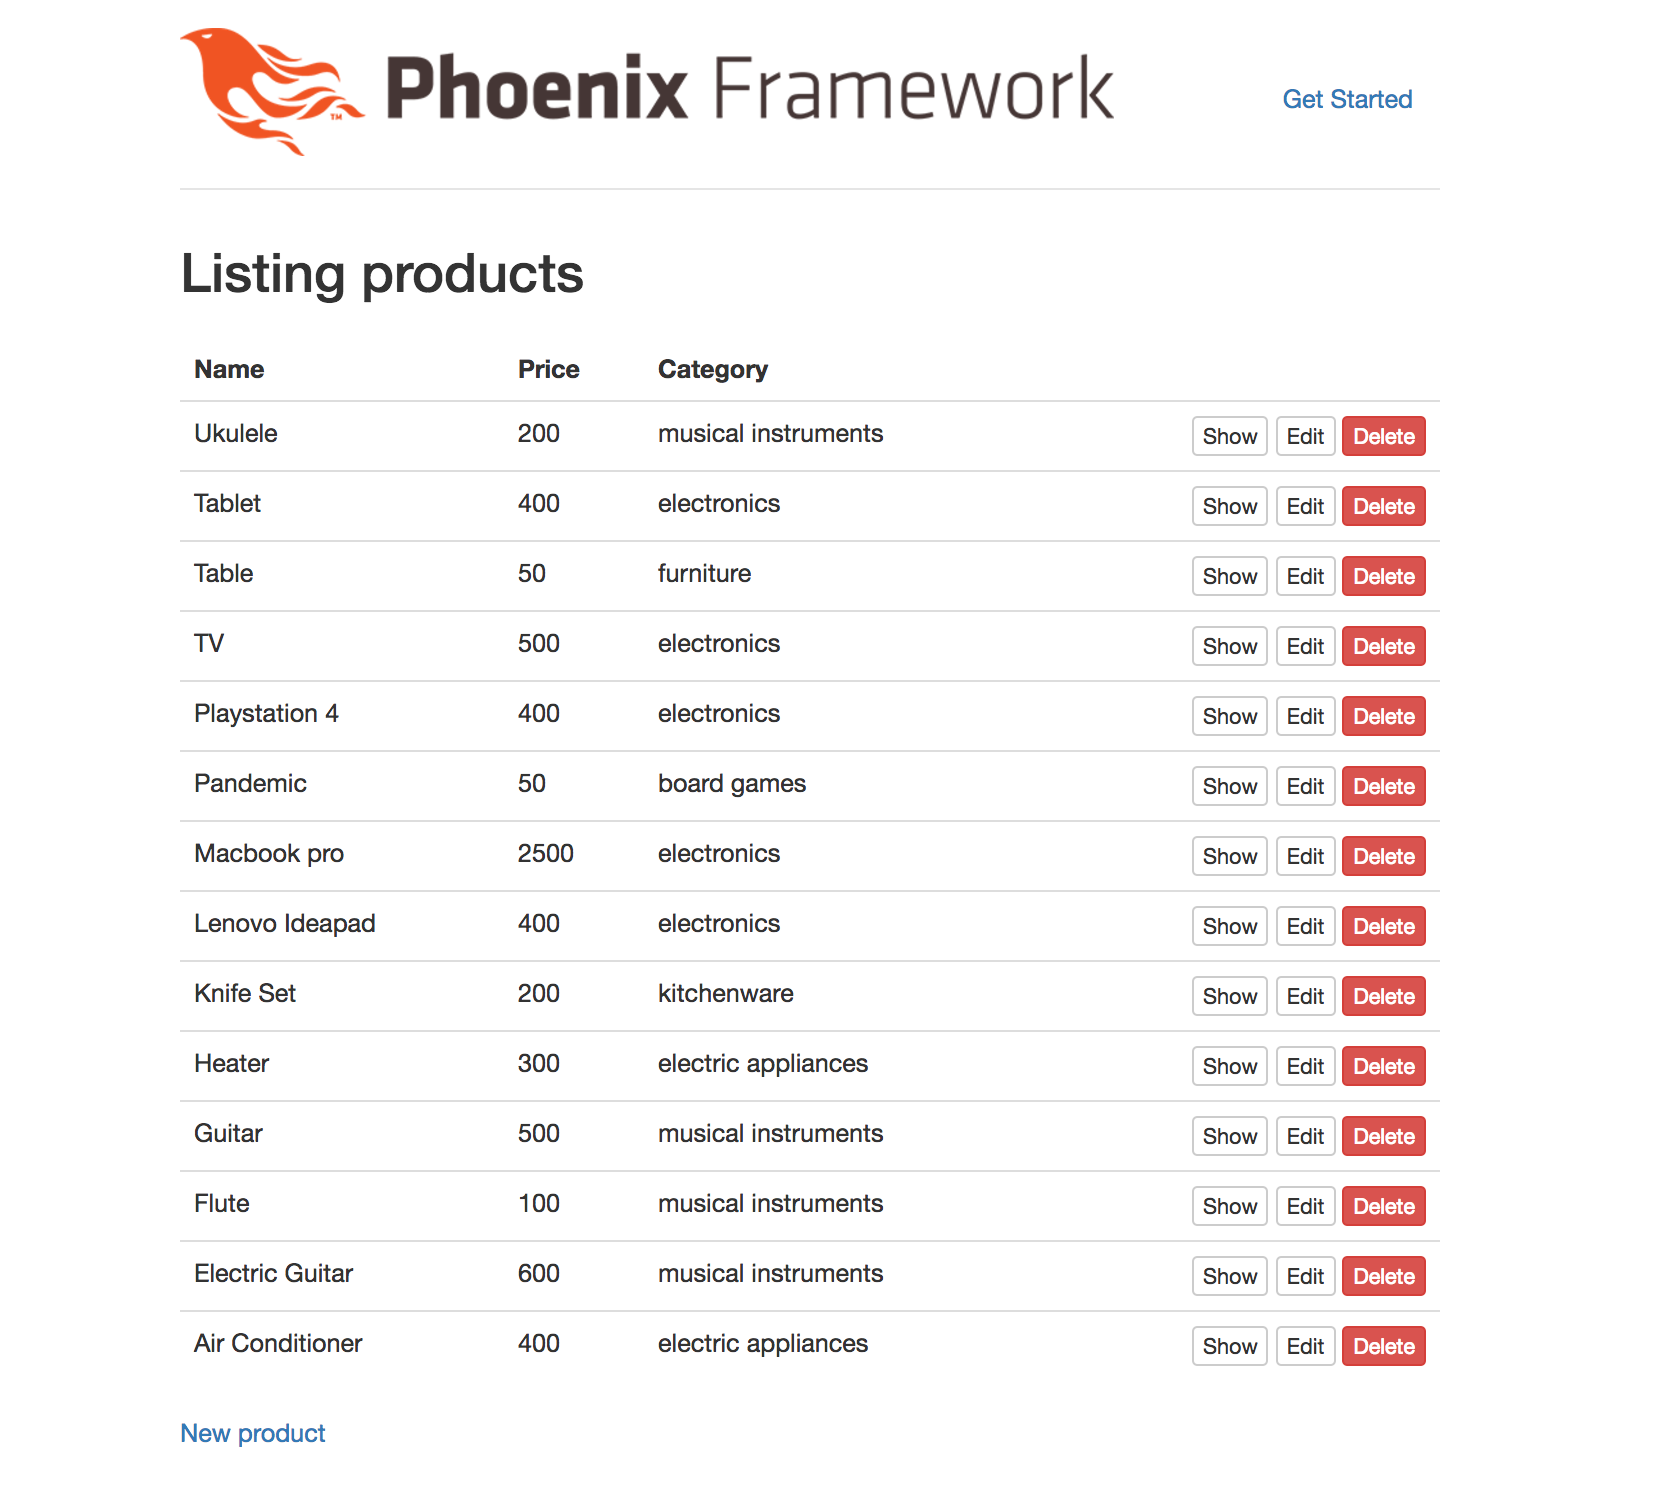 Phoenix Framework
™
Get Started
Listing products
Name Price Category
Ukulele 200 musical instruments Show Edit Delete
Tablet 400 electronics Show Edit Delete
Table 50 furniture Show Edit Delete
TV 500 electronics Show Edit Delete
Playstation 4 400 electronics Show Edit Delete
Pandemic 50 board games Show Edit Delete
Macbook pro 2500 electronics Show Edit Delete
Lenovo Ideapad 400 electronics Show Edit Delete
Knife Set 200 kitchenware Show Edit Delete
Heater 300 electric appliances Show Edit Delete
Guitar 500 musical instruments Show Edit Delete
Flute 100 musical instruments Show Edit Delete
Electric Guitar 600 musical instruments Show Edit Delete
Air Conditioner 400 electric appliances Show Edit Delete
New product